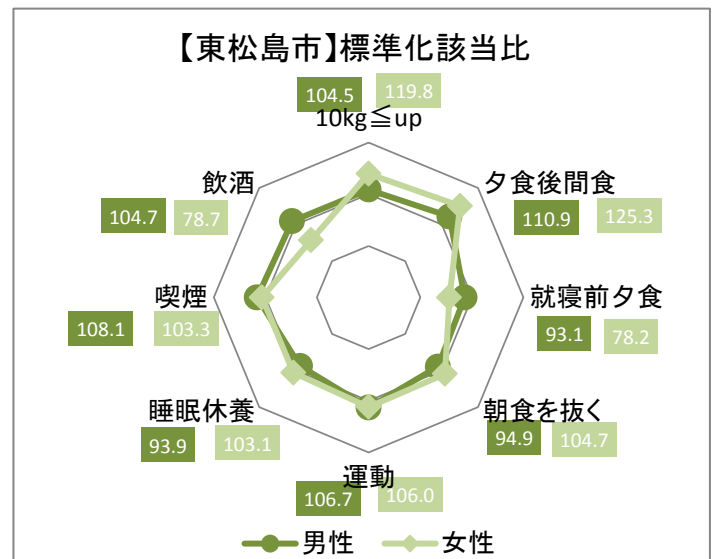 【東松島市】標準化該当比
104.5 119.8
10kg≦up
飲酒
104.7 78.7
夕食後間食
110.9 125.3
喫煙
108.1 103.3
就寝前夕食
93.1 78.2
睡眠休養
93.9 103.1
朝食を抜く
94.9 104.7
運動
106.7 106.0
男性 女性